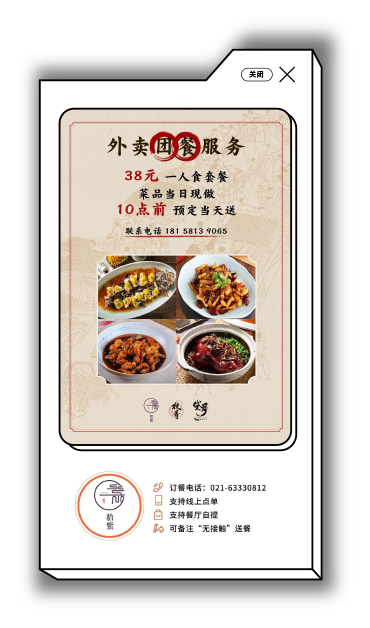 关闭
外卖团餐服务
38元 一人食套餐
菜品当日现做
10点前 预定当天送
联系电话 181 5813 9065
订餐电话：021-63330812
支持线上点单
支持餐厅自提
可备注“无接触”送餐